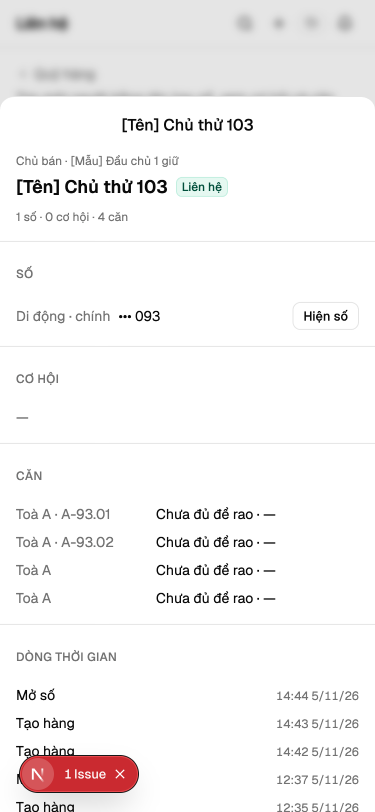 Liên hệ
[Tên] Chủ thử 103
Chủ bán · [Mẫu] Đầu chủ 1 giữ
[Tên] Chủ thử 103 Liên hệ
1 số · 0 cơ hội · 4 căn
SỐ
Di động · chính ••• 093 Hiện số
CƠ HỘI
—
CĂN
Toà A · A-93.01 Chưa đủ để rao · —
Toà A · A-93.02 Chưa đủ để rao · —
Toà A Chưa đủ để rao · —
Toà A Chưa đủ để rao · —
DÒNG THỜI GIAN
Mở số 14:44 5/11/26
Tạo hàng 14:43 5/11/26
Tạo hàng 14:42 5/11/26
12:37 5/11/26
Tạo hàng 12:35 5/11/26
N 1 Issue ×